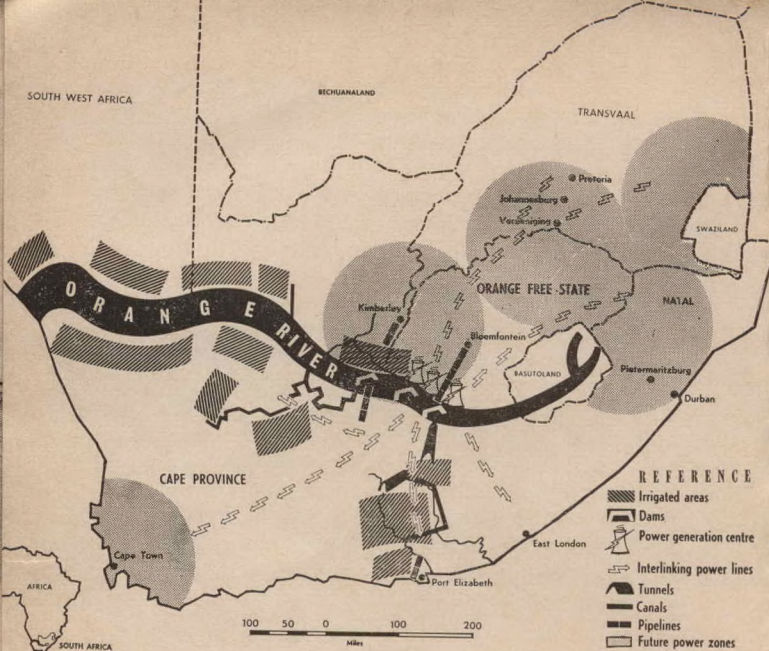 SOUTH WEST AFRICA
BECHUANALAND
TRANSVAAL
Pretoria
Johannesburg
Vereeniging
SWAZILAND
ORANGE RIVER
Kimberley
ORANGE FREE STATE
NATAL
Bloemfontein
BASUTOLAND
Pietermaritzburg
Durban
CAPE PROVINCE
East London
Cape Town
Port Elizabeth
AFRICA
SOUTH AFRICA
100 50 0 100 200
Miles
REFERENCE
Irrigated areas
Dams
Power generation centre
Interlinking power lines
Tunnels
Canals
Pipelines
Future power zones